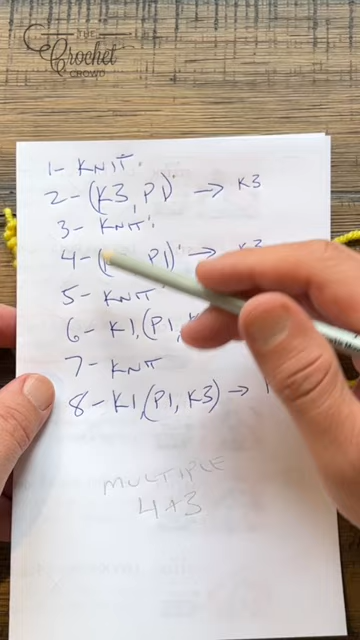 THE
Crochet
CROWD
1- KNIT.
2- (K3, P1) → K3
3- KNIT.
4- ( P1) → K3
5- KNIT
6- K1, (P1, K
7- KNIT
8- K1, (P1, K3) →
MULTIPLE
4+3